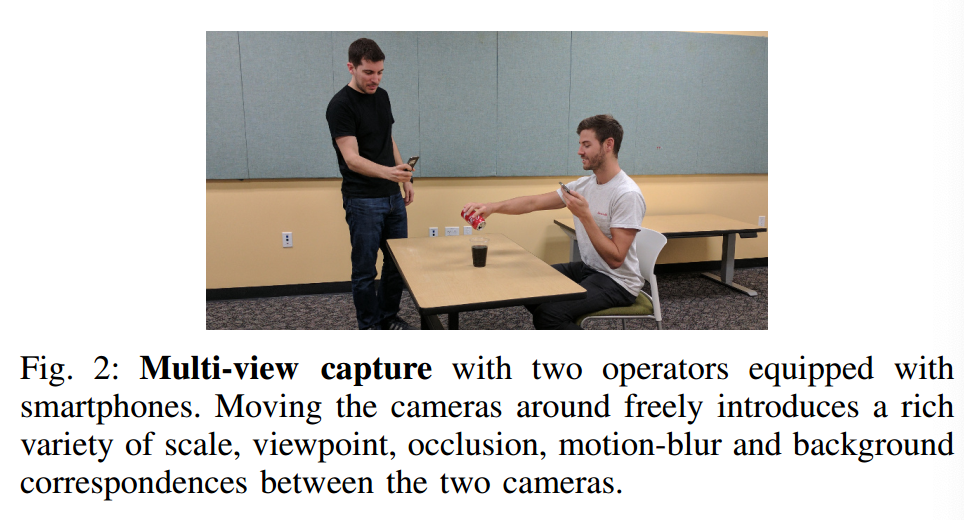 Fig. 2: Multi-view capture with two operators equipped with
smartphones. Moving the cameras around freely introduces a rich
variety of scale, viewpoint, occlusion, motion-blur and background
correspondences between the two cameras.